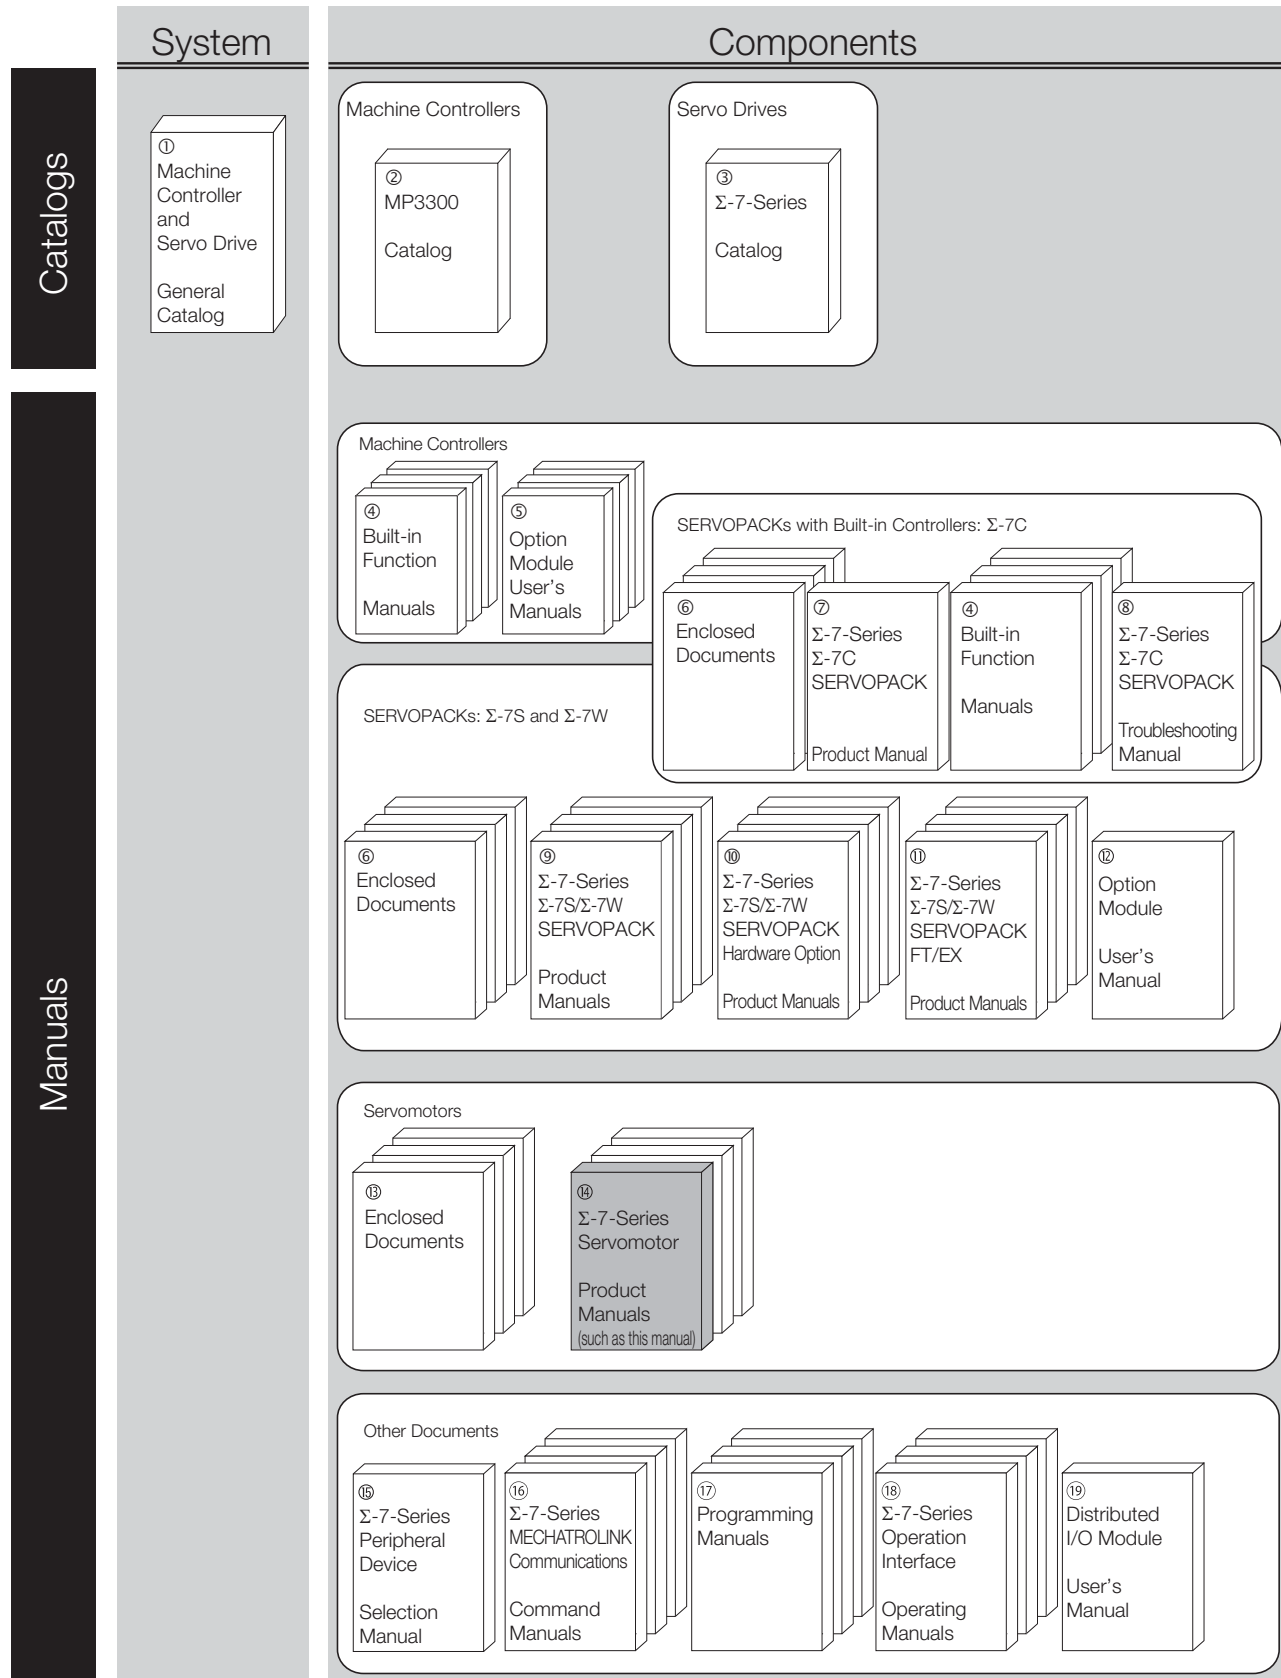 System
Components
Catalogs
①
Machine
Controller
and
Servo Drive
General
Catalog
Machine Controllers
②
MP3300
Catalog
Servo Drives
③
Σ-7-Series
Catalog
Manuals
Machine Controllers
④
Built-in
Function
Manuals
⑤
Option
Module
User's
Manuals
SERVOPACKs with Built-in Controllers: Σ-7C
⑥
Enclosed
Documents
⑦
Σ-7-Series
Σ-7C
SERVOPACK
Product Manual
④
Built-in
Function
Manuals
⑧
Σ-7-Series
Σ-7C
SERVOPACK
Troubleshooting
Manual
SERVOPACKs: Σ-7S and Σ-7W
⑥
Enclosed
Documents
⑨
Σ-7-Series
Σ-7S/Σ-7W
SERVOPACK
Product
Manuals
⑩
Σ-7-Series
Σ-7S/Σ-7W
SERVOPACK
Hardware Option
Product Manuals
⑪
Σ-7-Series
Σ-7S/Σ-7W
SERVOPACK
FT/EX
Product Manuals
⑫
Option
Module
User's
Manual
Servomotors
⑬
Enclosed
Documents
⑭
Σ-7-Series
Servomotor
Product
Manuals
(such as this manual)
Other Documents
⑮
Σ-7-Series
Peripheral
Device
Selection
Manual
⑯
Σ-7-Series
MECHATROLINK
Communications
Command
Manuals
⑰
Programming
Manuals
⑱
Σ-7-Series
Operation
Interface
Operating
Manuals
⑲
Distributed
I/O Module
User's
Manual